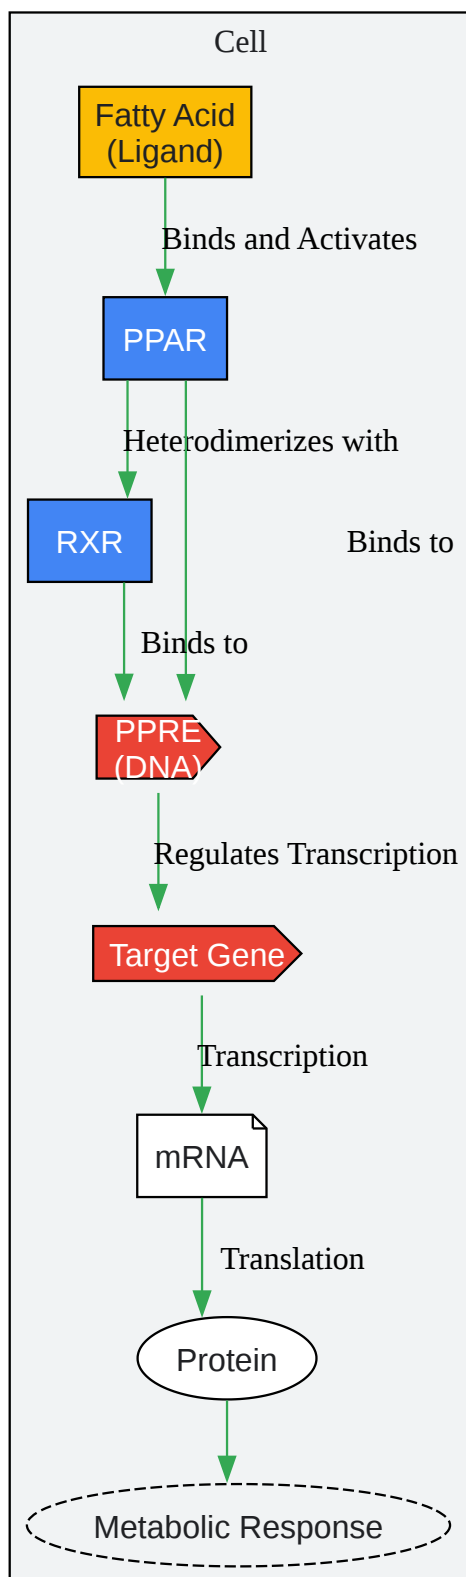 Cell
Fatty Acid
(Ligand)
Binds and Activates
PPAR
Heterodimerizes with
RXR
Binds to
Binds to
PPRE
(DNA)
Regulates Transcription
Target Gene
Transcription
mRNA
Translation
Protein
Metabolic Response